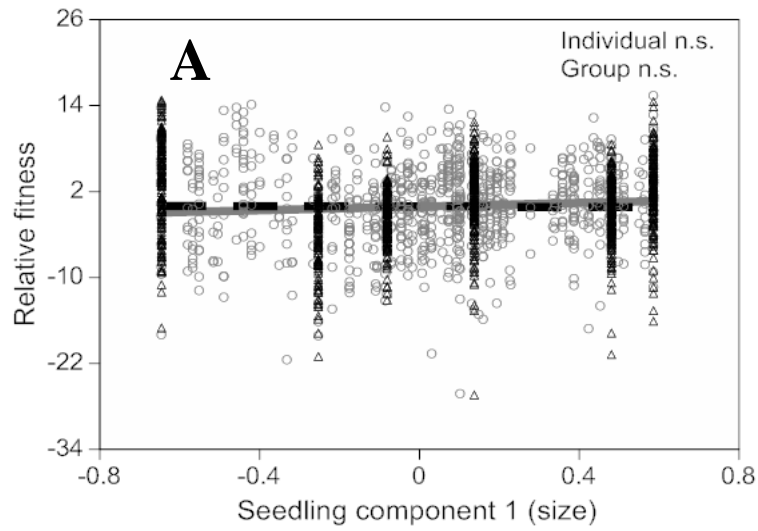 A
Individual n.s.
Group n.s.
26
14
2
-10
-22
-34
Relative fitness
-0.8
-0.4
0
0.4
0.8
Seedling component 1 (size)